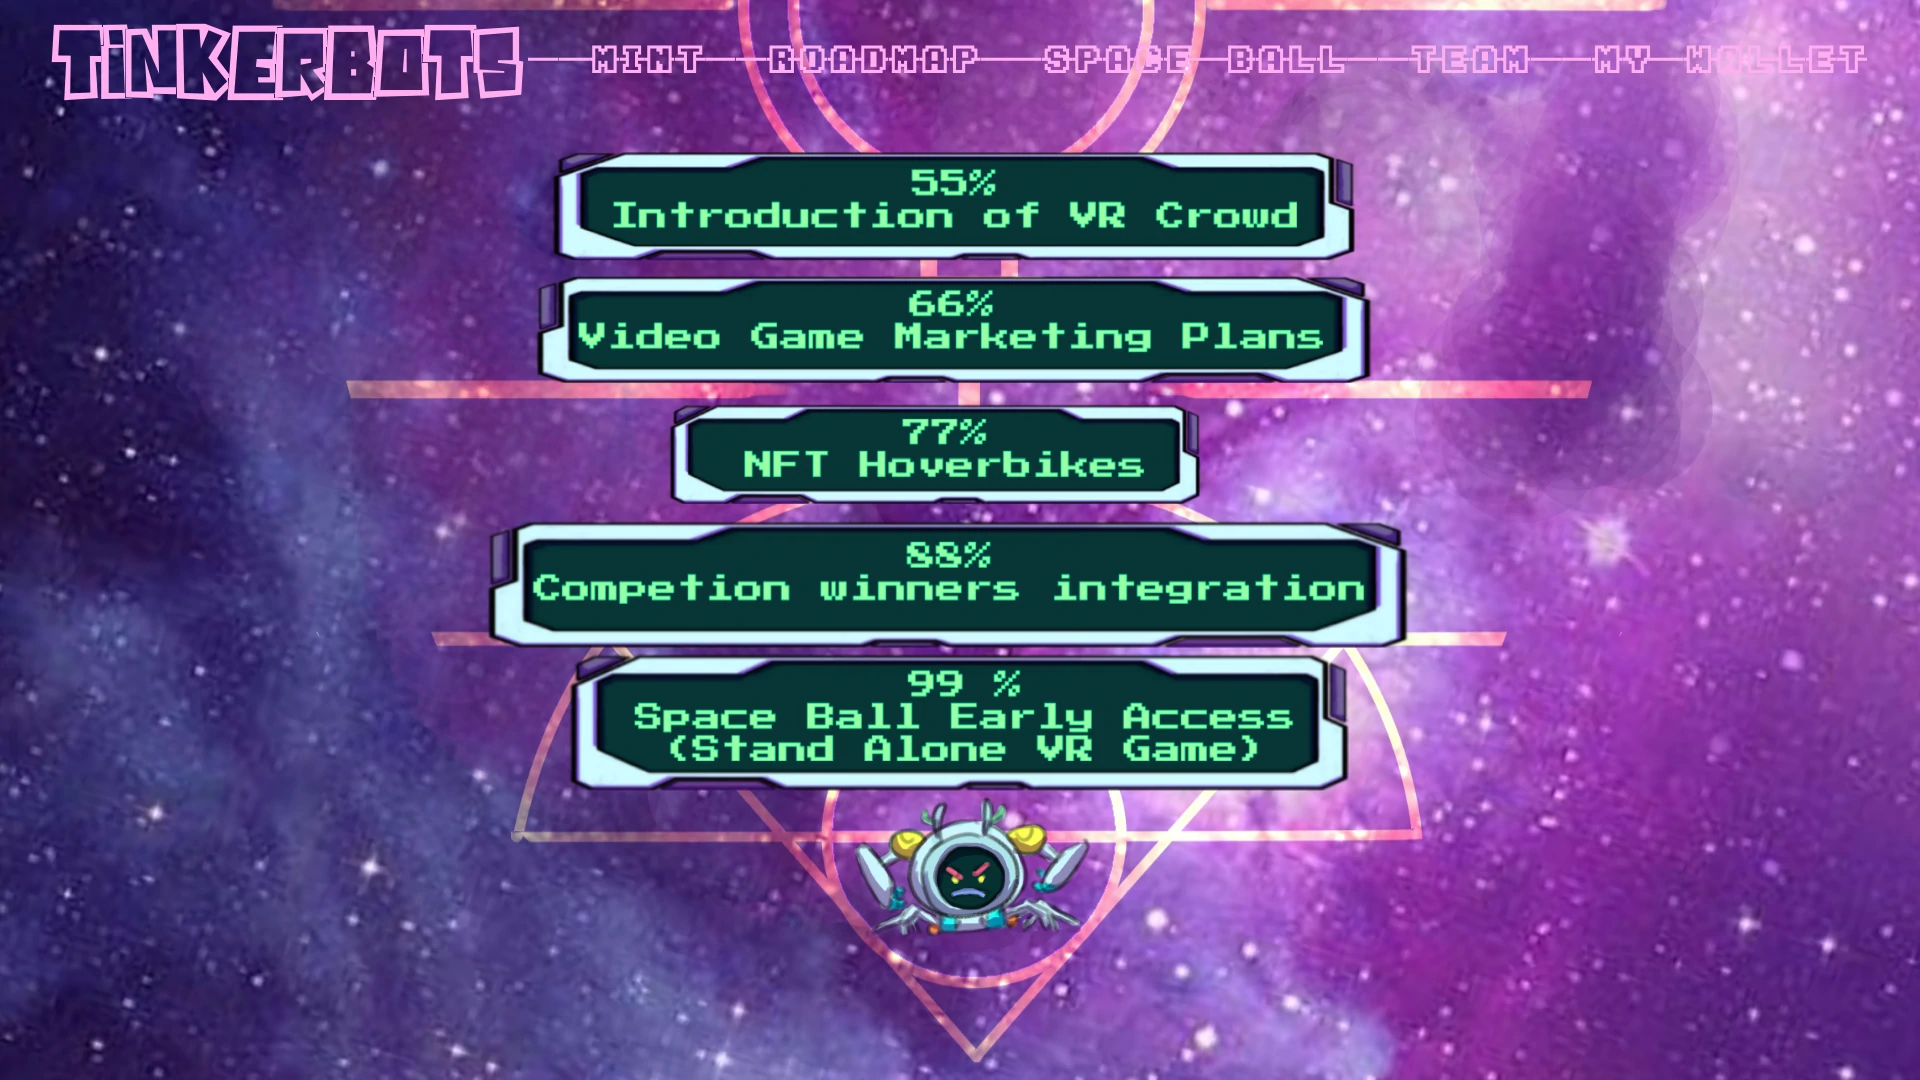 TiNKERBOTS MINT ROADMAP SPACE BALL TEAM MY WALLET
55%
Introduction of VR Crowd
66%
Video Game Marketing Plans
77%
NFT Hoverbikes
88%
Competion winners integration
99 %
Space Ball Early Access
(Stand Alone VR Game)